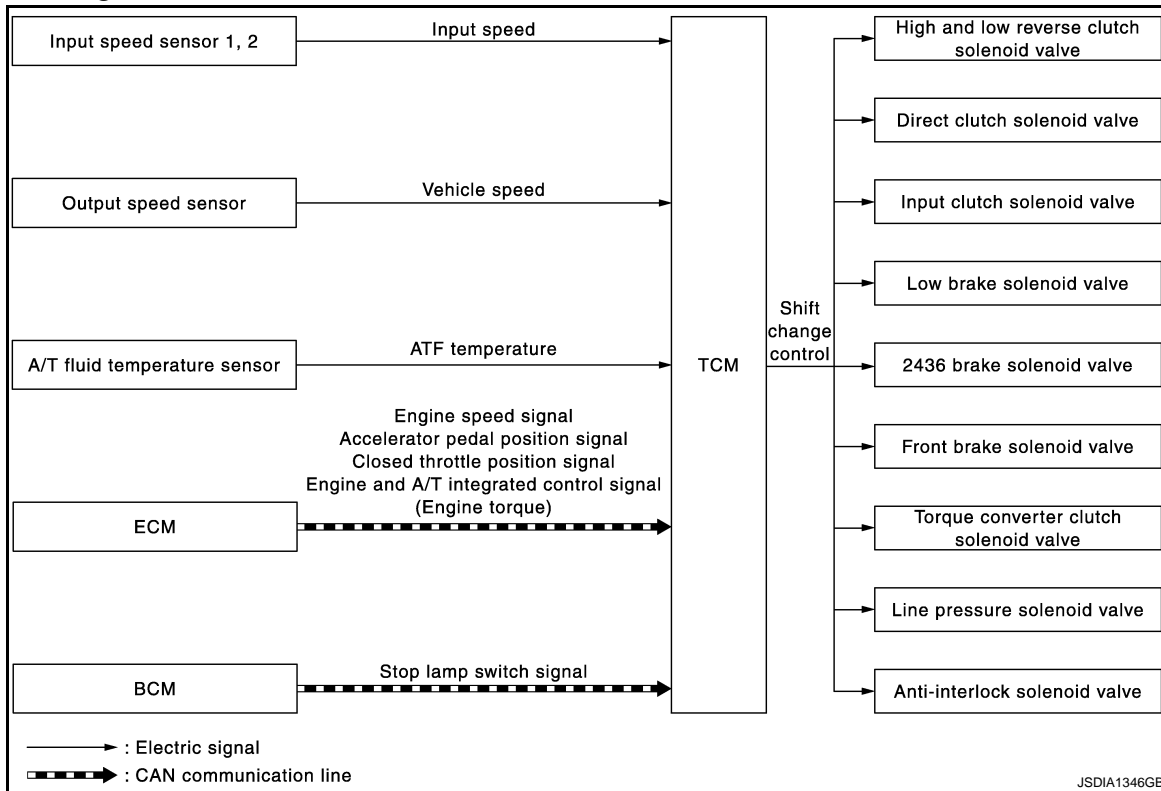 Input speed sensor 1, 2
Input speed
Output speed sensor
Vehicle speed
A/T fluid temperature sensor
ATF temperature
ECM
Engine speed signal
Accelerator pedal position signal
Closed throttle position signal
Engine and A/T integrated control signal
(Engine torque)
BCM
Stop lamp switch signal
TCM
Shift
change
control
High and low reverse clutch
solenoid valve
Direct clutch solenoid valve
Input clutch solenoid valve
Low brake solenoid valve
2436 brake solenoid valve
Front brake solenoid valve
Torque converter clutch
solenoid valve
Line pressure solenoid valve
Anti-interlock solenoid valve
: Electric signal
: CAN communication line
JSDIA1346GB